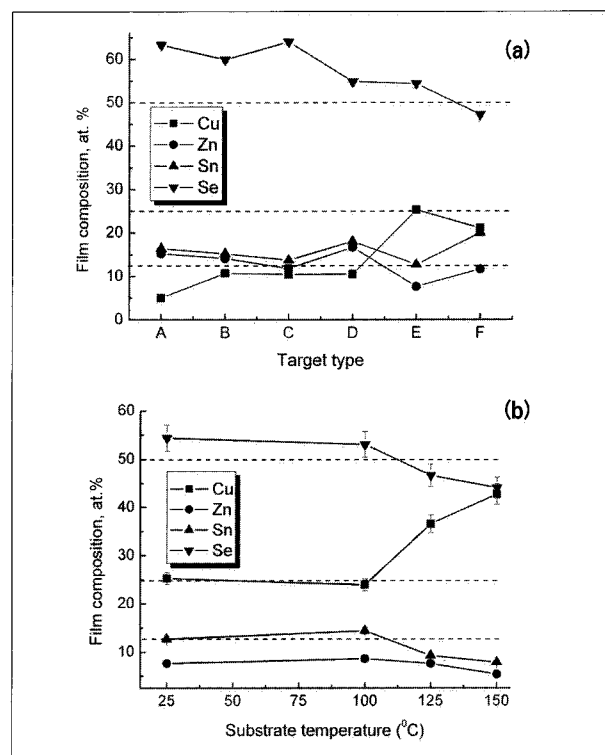 (a)
60
50
40
30
20
10
0
Film composition, at. %
Cu
Zn
Sn
Se
A B C D E F
Target type
(b)
60
50
40
30
20
10
Film composition, at.%
Cu
Zn
Sn
Se
25 50 75 100 125 150
Substrate temperature (⁰C)